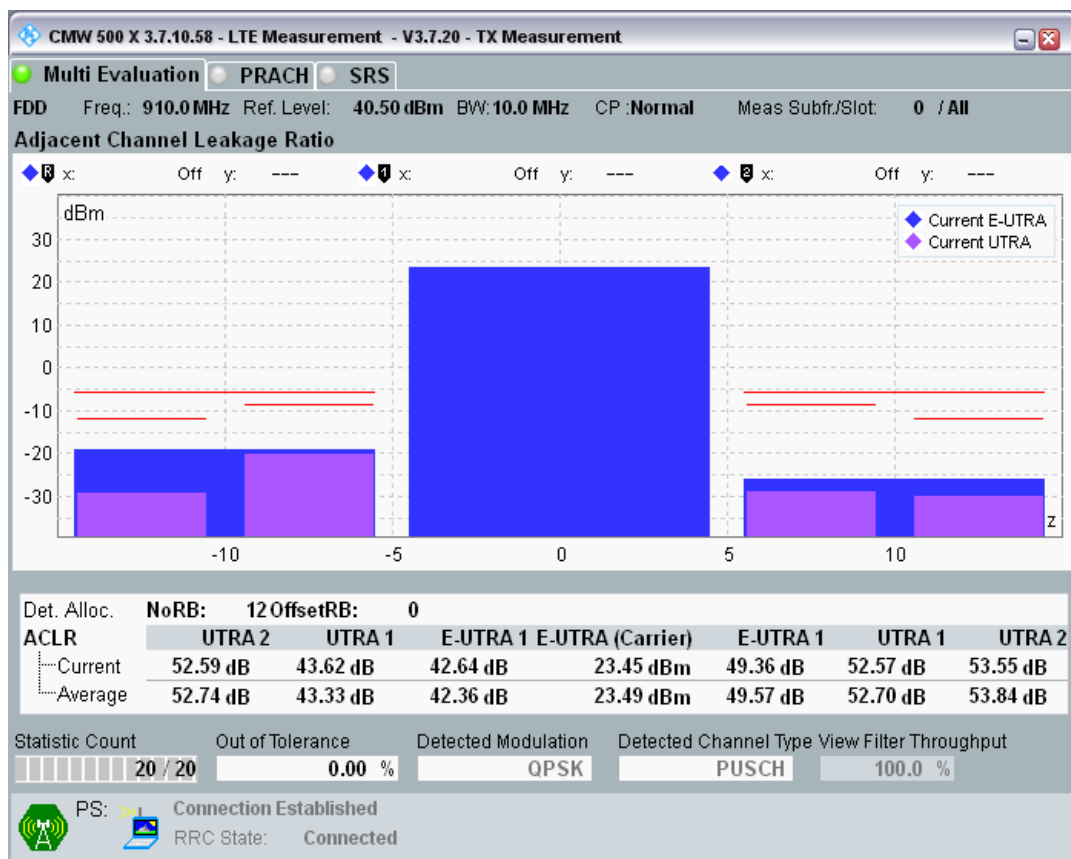 CMW 500 X 3.7.10.58 - LTE Measurement - V3.7.20 - TX Measurement
Multi Evaluation PRACH SRS
FDD Freq.: 910.0 MHz Ref. Level: 40.50 dBm BW: 10.0 MHz CP :Normal Meas Subfr./Slot: 0 / All
Adjacent Channel Leakage Ratio
R x: Off y: --- 1 x: Off y: --- 2 x: Off y: ---
dBm
Current E-UTRA
Current UTRA
30
20
10
0
-10
-20
-30
z
-10 -5 0 5 10
Det. Alloc. NoRB: 12 OffsetRB: 0
ACLR UTRA 2 UTRA 1 E-UTRA 1 E-UTRA (Carrier) E-UTRA 1 UTRA 1 UTRA 2
Current 52.59 dB 43.62 dB 42.64 dB 23.45 dBm 49.36 dB 52.57 dB 53.55 dB
Average 52.74 dB 43.33 dB 42.36 dB 23.49 dBm 49.57 dB 52.70 dB 53.84 dB
Statistic Count Out of Tolerance Detected Modulation Detected Channel Type View Filter Throughput
20 / 20 0.00 % QPSK PUSCH 100.0 %
PS: Connection Established
RRC State: Connected